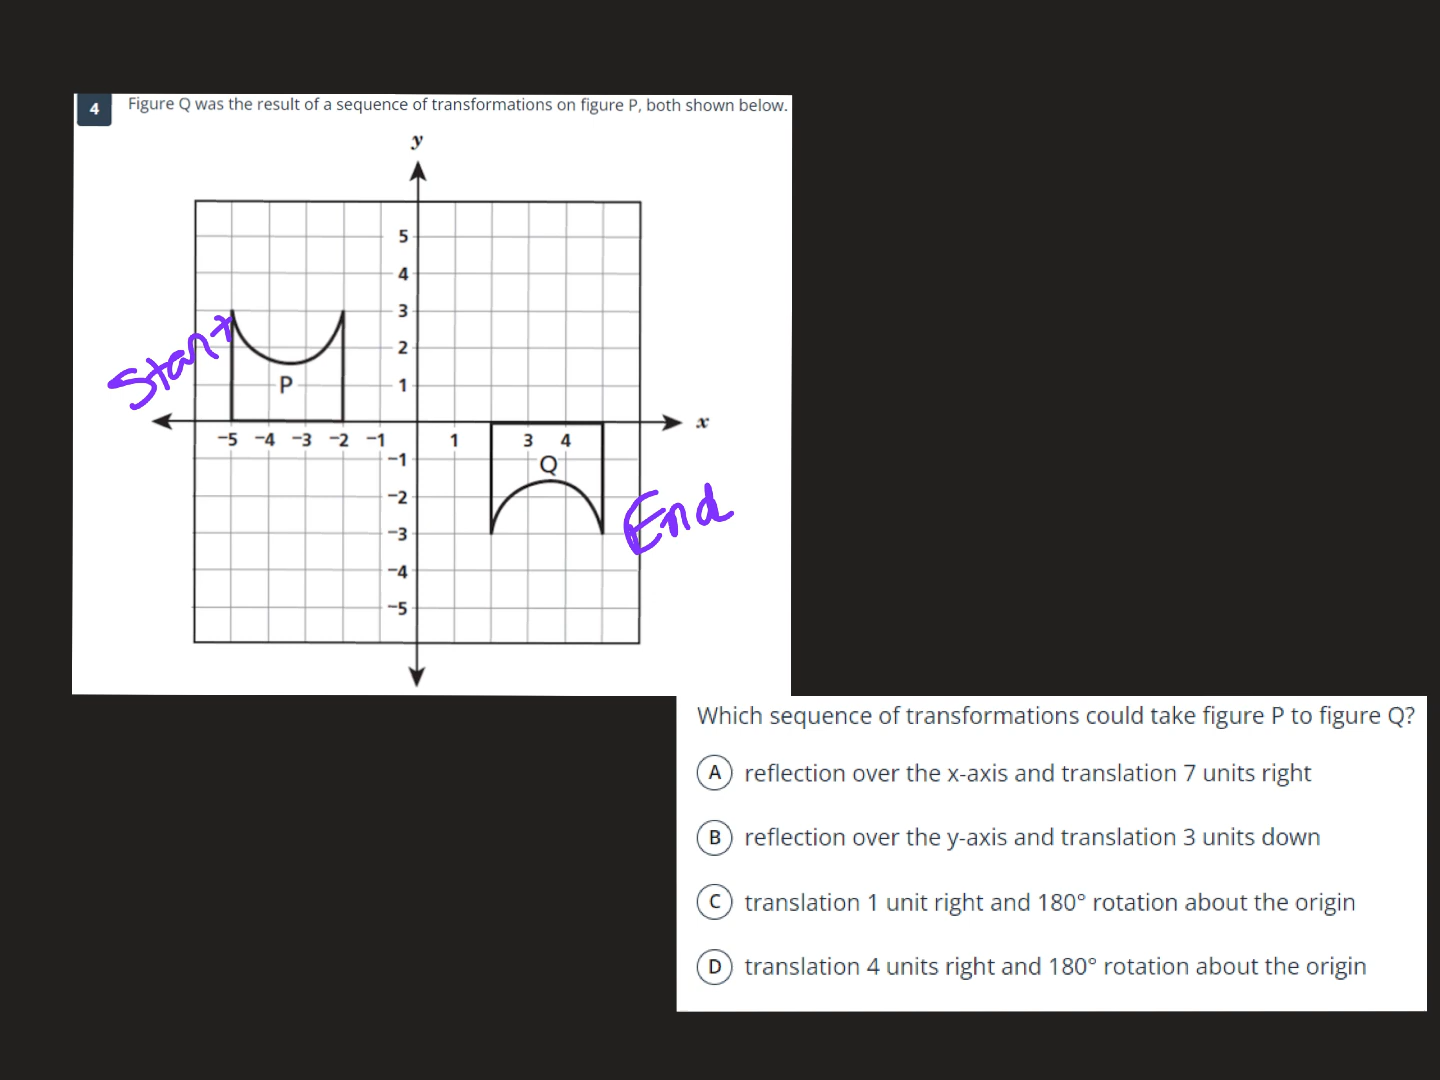 4 Figure Q was the result of a sequence of transformations on figure P, both shown below.
y
5
4
3
2
1
Start
P
x
−5 −4 −3 −2 −1 1 3 4
−1
Q
−2
−3
−4
−5
End
Which sequence of transformations could take figure P to figure Q?
A reflection over the x-axis and translation 7 units right
B reflection over the y-axis and translation 3 units down
C translation 1 unit right and 180° rotation about the origin
D translation 4 units right and 180° rotation about the origin